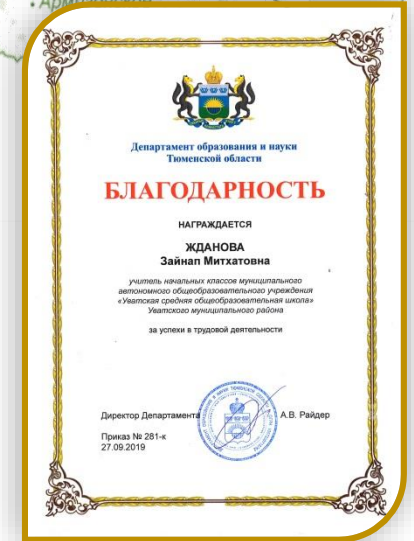 Департамент образования и науки
Тюменской области
БЛАГОДАРНОСТЬ
НАГРАЖДАЕТСЯ
ЖДАНОВА
Зайнап Митхатовна
учитель начальных классов муниципального
автономного общеобразовательного учреждения
«Уватская средняя общеобразовательная школа»
Уватского муниципального района
за успехи в трудовой деятельности
Директор Департамента А.В. Райдер
Приказ № 281-к
27.09.2019